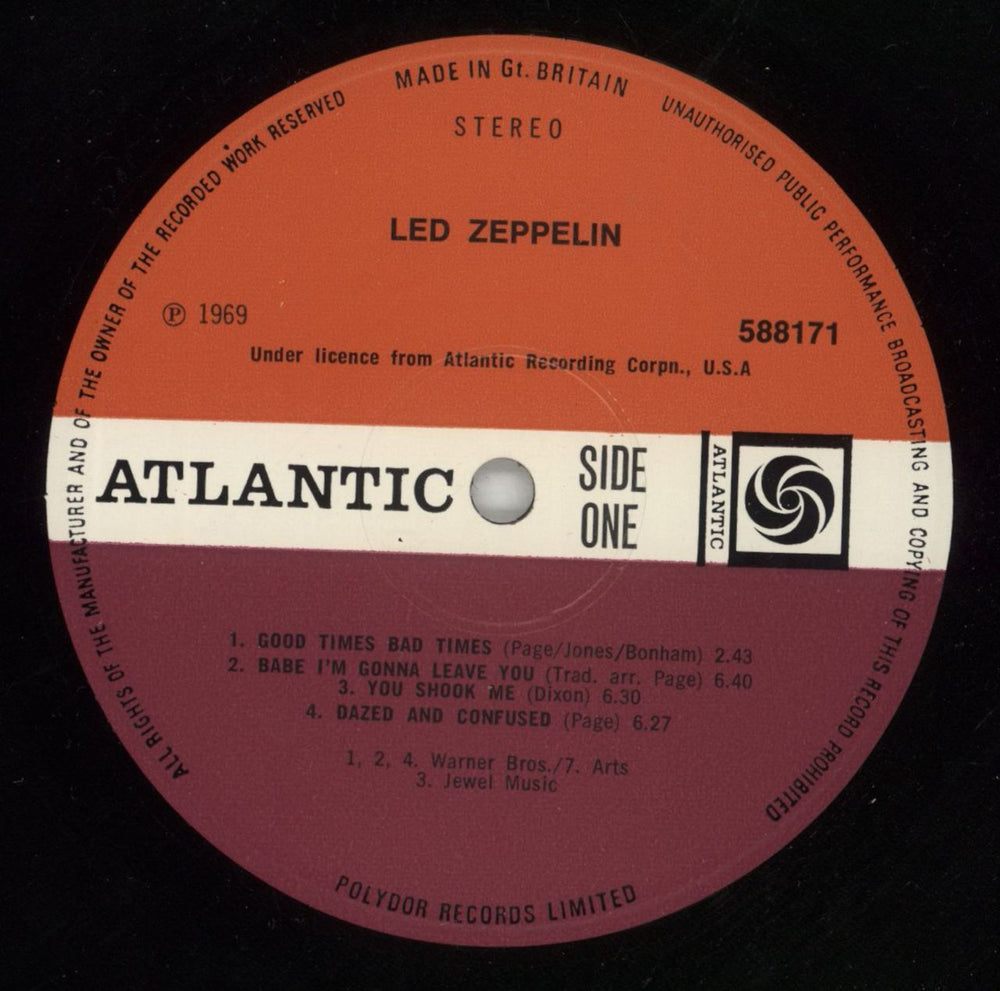 MADE IN Gt. BRITAIN
STEREO
LED ZEPPELIN
℗ 1969
588171
Under licence from Atlantic Recording Corpn., U.S.A
ATLANTIC
SIDE
ONE
ATLANTIC
1. GOOD TIMES BAD TIMES (Page/Jones/Bonham) 2.43
2. BABE I'M GONNA LEAVE YOU (Trad. arr. Page) 6.40
3. YOU SHOOK ME (Dixon) 6.30
4. DAZED AND CONFUSED (Page) 6.27
1, 2, 4. Warner Bros./7. Arts
3. Jewel Music
POLYDOR RECORDS LIMITED
ALL RIGHTS OF THE MANUFACTURER AND OF THE OWNER OF THE RECORDED WORK RESERVED
UNAUTHORISED PUBLIC PERFORMANCE BROADCASTING AND COPYING OF THIS RECORD PROHIBITED